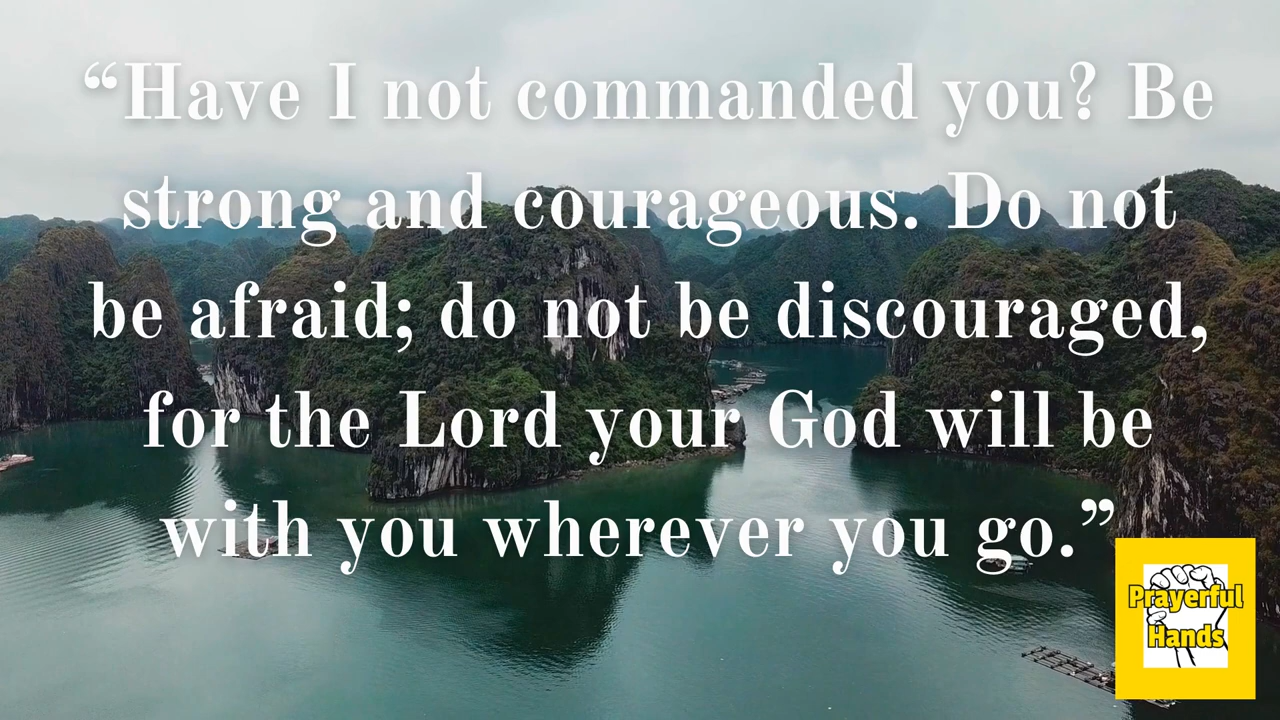 “Have I not commanded you? Be
strong and courageous. Do not
be afraid; do not be discouraged,
for the Lord your God will be
with you wherever you go.”
Prayerful
Hands